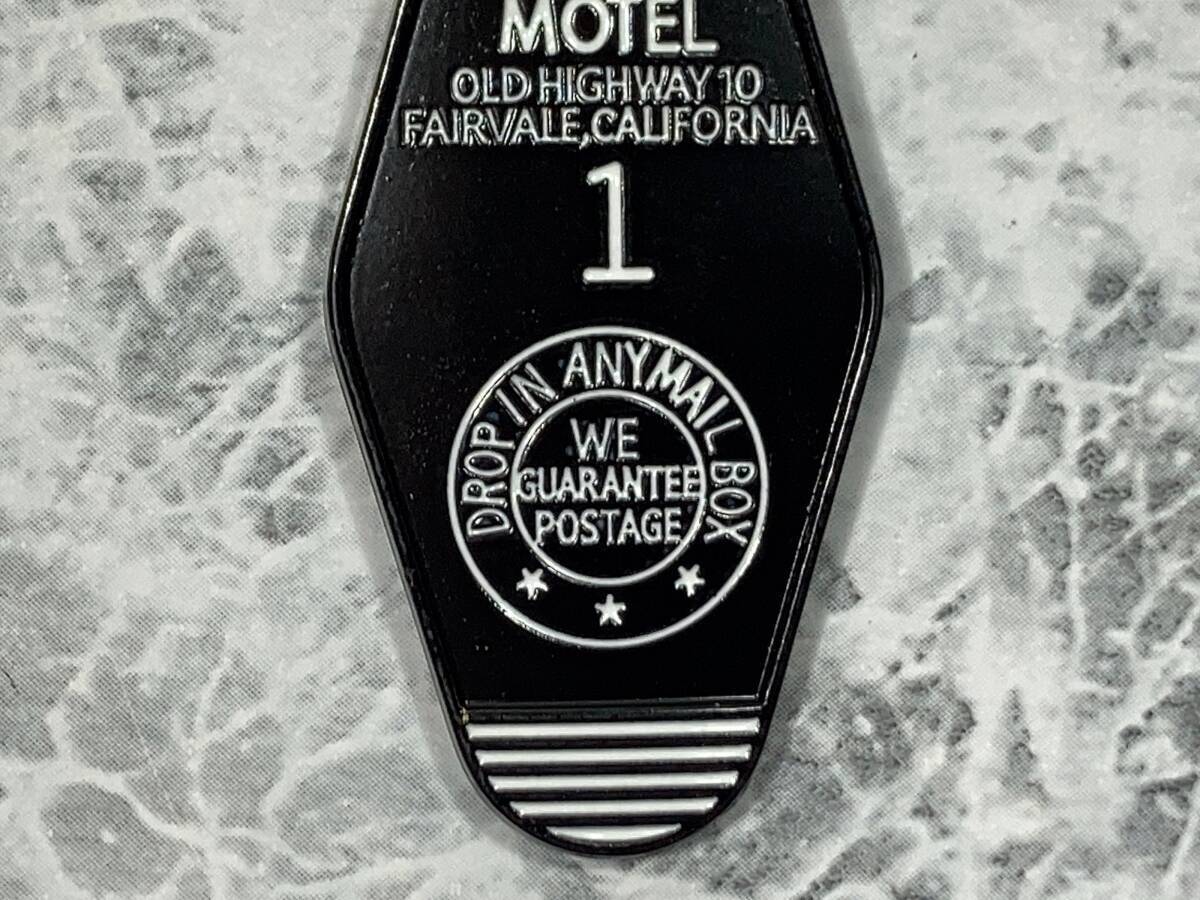 MOTEL
OLD HIGHWAY 10
FAIRVALE,CALIFORNIA
1
DROP IN ANY MAIL BOX
WE
GUARANTEE
POSTAGE